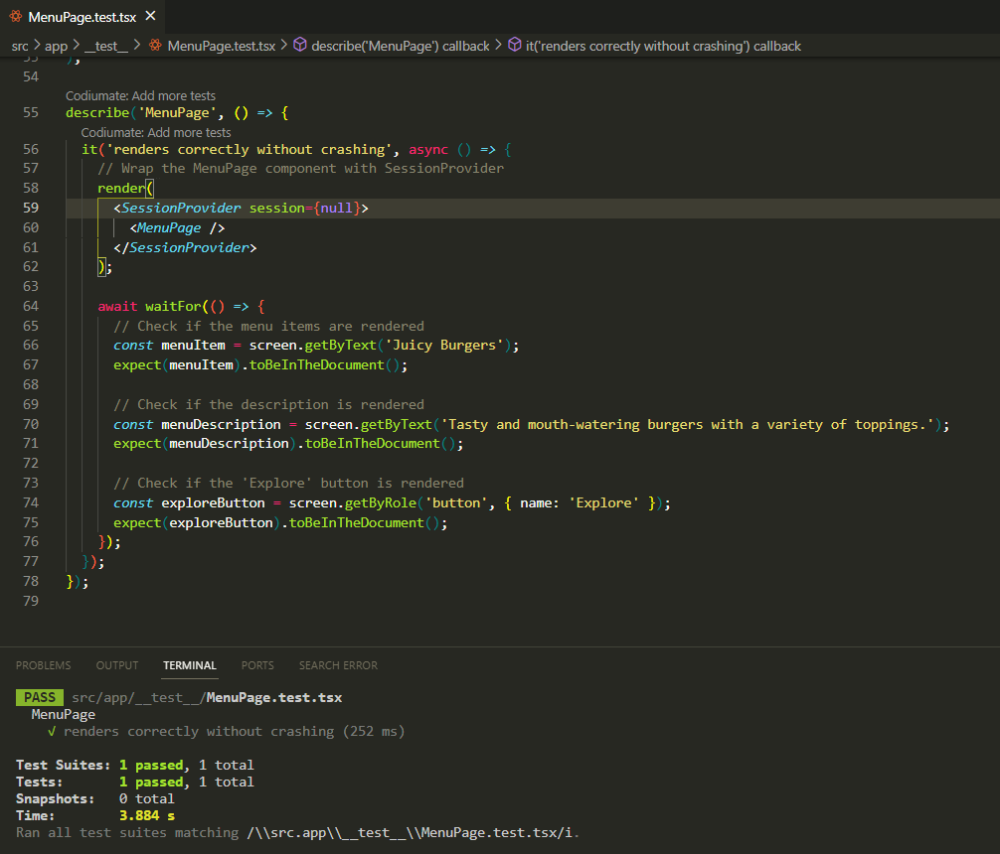 MenuPage.test.tsx ×
src > app > __test__ > MenuPage.test.tsx > describe('MenuPage') callback > it('renders correctly without crashing') callback
53 );
54
Codiumate: Add more tests
55 describe('MenuPage', () => {
Codiumate: Add more tests
56 it('renders correctly without crashing', async () => {
57 // Wrap the MenuPage component with SessionProvider
58 render(
59 <SessionProvider session={null}>
60 <MenuPage />
61 </SessionProvider>
62 );
63
64 await waitFor(() => {
65 // Check if the menu items are rendered
66 const menuItem = screen.getByText('Juicy Burgers');
67 expect(menuItem).toBeInTheDocument();
68
69 // Check if the description is rendered
70 const menuDescription = screen.getByText('Tasty and mouth-watering burgers with a variety of toppings.');
71 expect(menuDescription).toBeInTheDocument();
72
73 // Check if the 'Explore' button is rendered
74 const exploreButton = screen.getByRole('button', { name: 'Explore' });
75 expect(exploreButton).toBeInTheDocument();
76 });
77 });
78 });
79
PROBLEMS OUTPUT TERMINAL PORTS SEARCH ERROR
PASS src/app/__test__/MenuPage.test.tsx
MenuPage
√ renders correctly without crashing (252 ms)
Test Suites: 1 passed, 1 total
Tests: 1 passed, 1 total
Snapshots: 0 total
Time: 3.884 s
Ran all test suites matching /\\src.app\\__test__\\MenuPage.test.tsx/i.